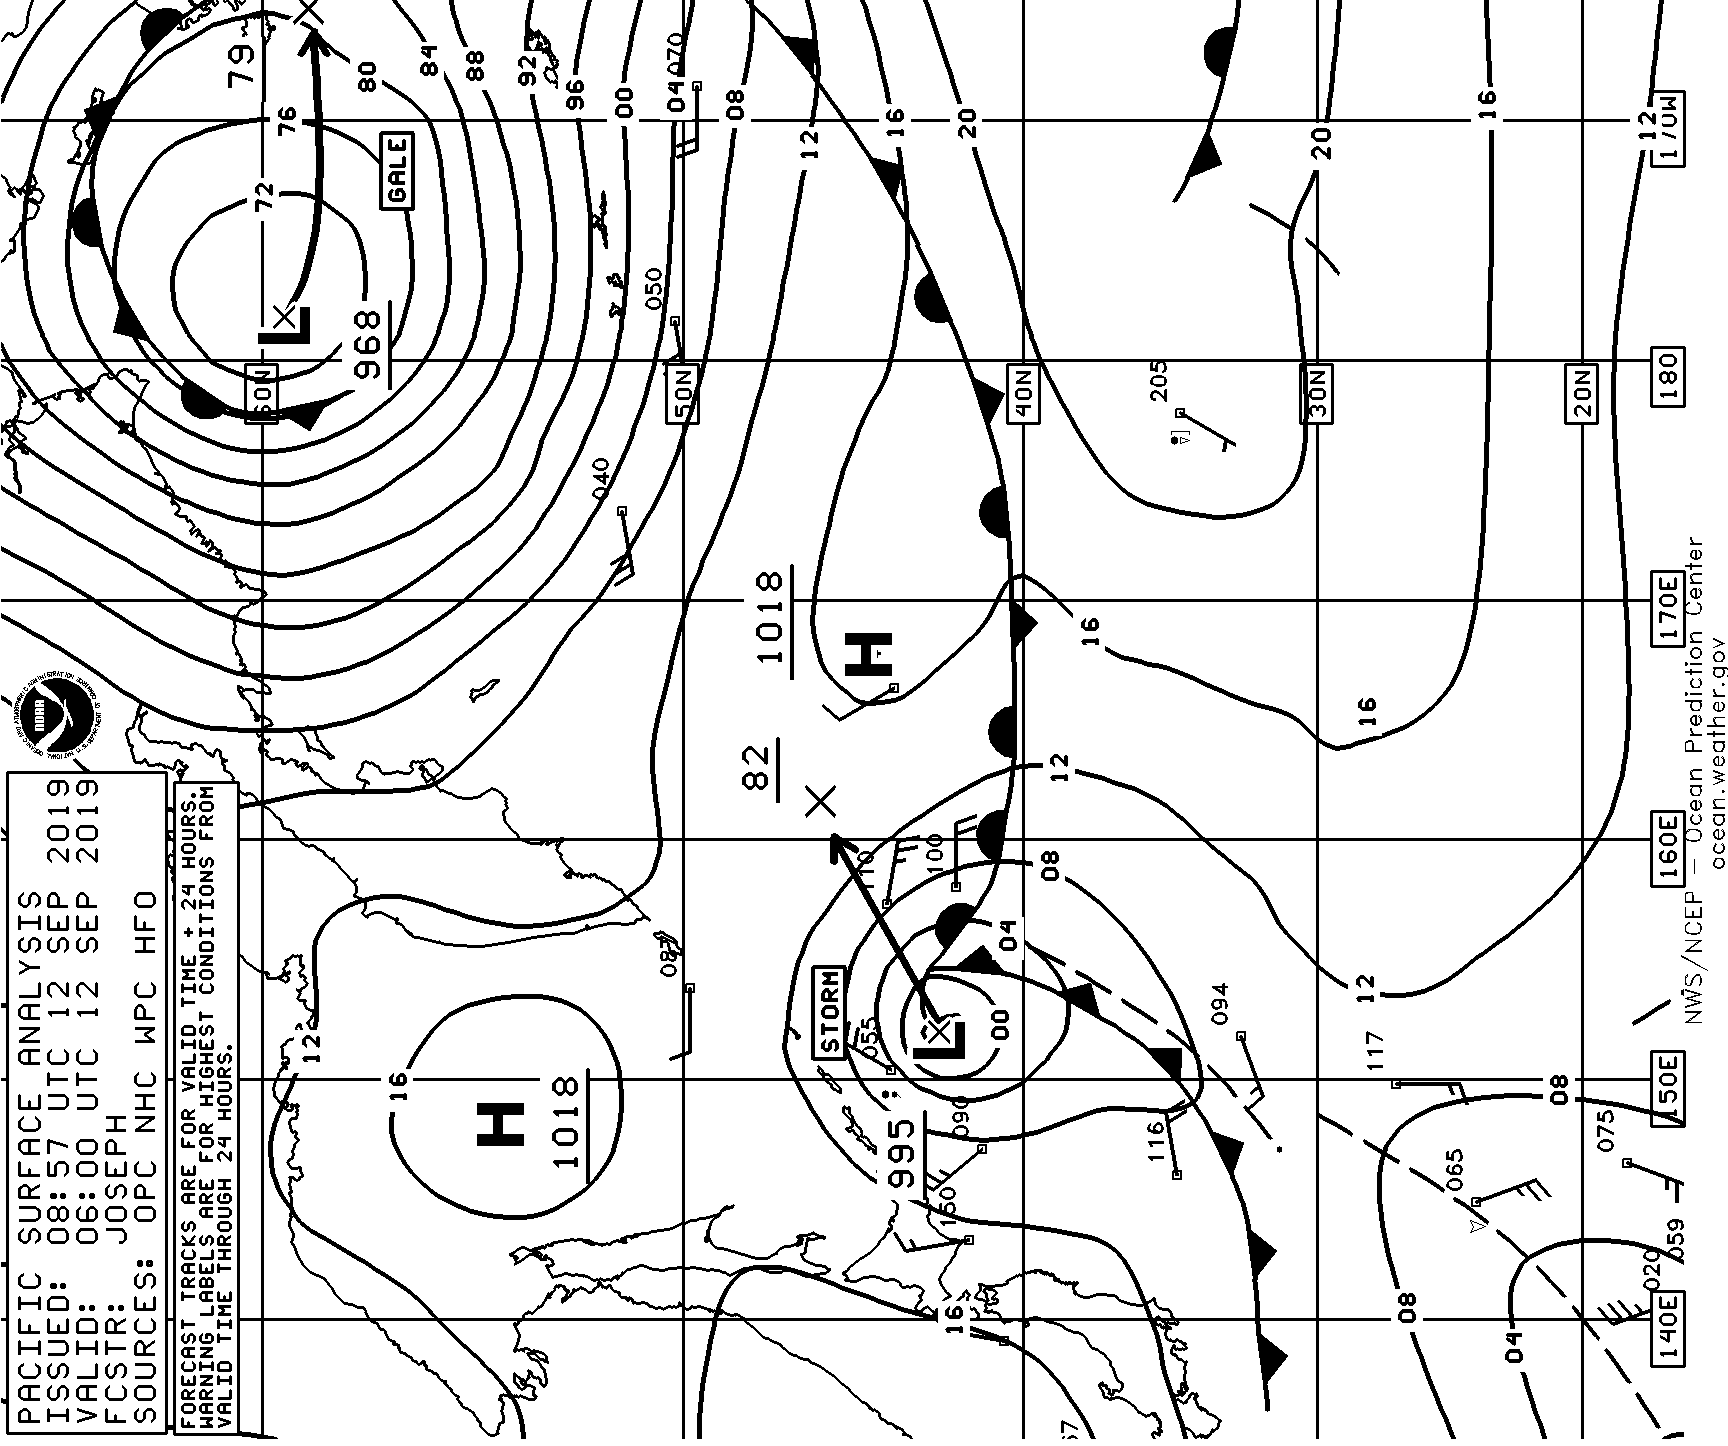 PACIFIC SURFACE ANALYSIS
ISSUED: 08:57 UTC 12 SEP 2019
VALID: 06:00 UTC 12 SEP 2019
FCSTR: JOSEPH
SOURCES: OPC NHC WPC HFO
FORECAST TRACKS ARE FOR VALID TIME + 24 HOURS.
WARNING LABELS ARE FOR HIGHEST CONDITIONS FROM
VALID TIME THROUGH 24 HOURS.
NOAA
12
16
H
1018
087
STORM
055
995
090
160
16
L
00
04
08
12
110
100
82
1018
H
16
16
12
116
094
117
08
075
065
059
020
08
04
60N
50N
40N
30N
20N
140E
150E
160E
170E
180
170W
L
968
72
76
79
80
GALE
84
88
92
96
00
04
070
08
12
16
20
20
16
12
050
040
205
NWS/NCEP – Ocean Prediction Center
ocean.weather.gov